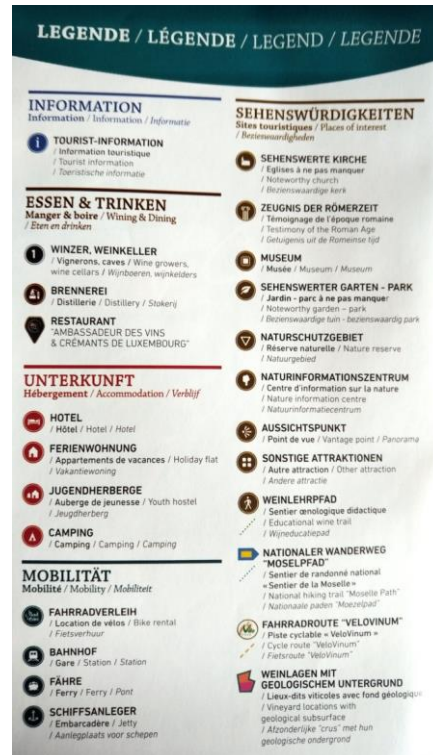 LEGENDE / LÉGENDE / LEGEND / LEGENDE
INFORMATION
Information / Information / Informatie
i
TOURIST-INFORMATION
/ Information touristique
/ Tourist information
/ Toeristische informatie
ESSEN & TRINKEN
Manger & boire / Wining & Dining
/ Eten en drinken
1
WINZER, WEINKELLER
/ Vignerons, caves / Wine growers,
wine cellars / Wijnboeren, wijnkelders
BRENNEREI
/ Distillerie / Distillery / Stokerij
RESTAURANT
"AMBASSADEUR DES VINS
& CRÉMANTS DE LUXEMBOURG"
UNTERKUNFT
Hébergement / Accommodation / Verblijf
HOTEL
/ Hôtel / Hotel / Hotel
FERIENWOHNUNG
/ Appartements de vacances / Holiday flat
/ Vakantiewoning
JUGENDHERBERGE
/ Auberge de jeunesse / Youth hostel
/ Jeugdherberg
CAMPING
/ Camping / Camping / Camping
MOBILITÄT
Mobilité / Mobility / Mobiliteit
FAHRRADVERLEIH
/ Location de vélos / Bike rental
/ Fietsverhuur
BAHNHOF
/ Gare / Station / Station
FÄHRE
/ Ferry / Ferry / Pont
SCHIFFSANLEGER
/ Embarcadère / Jetty
/ Aanlegplaats voor schepen
SEHENSWÜRDIGKEITEN
Sites touristiques / Places of interest
/ Bezienswaardigheden
SEHENSWERTE KIRCHE
/ Eglises à ne pas manquer
/ Noteworthy church
/ Bezienswaardige kerk
ZEUGNIS DER RÖMERZEIT
/ Témoignage de l'époque romaine
/ Testimony of the Roman Age
/ Getuigenis uit de Romeinse tijd
MUSEUM
/ Musée / Museum / Museum
SEHENSWERTER GARTEN - PARK
/ Jardin - parc à ne pas manquer
/ Noteworthy garden – park
/ Bezienswaardige tuin - bezienswaardig park
NATURSCHUTZGEBIET
/ Réserve naturelle / Nature reserve
/ Natuurgebied
NATURINFORMATIONSZENTRUM
/ Centre d'information sur la nature
/ Nature information centre
/ Natuurinformatiecentrum
AUSSICHTSPUNKT
/ Point de vue / Vantage point / Panorama
SONSTIGE ATTRAKTIONEN
/ Autre attraction / Other attraction
/ Andere attractie
WEINLEHRPFAD
/ Sentier œnologique didactique
/ Educational wine trail
/ Wijneducatiepad
NATIONALER WANDERWEG
"MOSELPFAD"
/ Sentier de randonné national
« Sentier de la Moselle »
/ National hiking trail "Moselle Path"
/ Nationaale paden "Moezelpad"
FAHRRADROUTE "VELOVINUM"
/ Piste cyclable « VeloVinum »
/ Cycle route "VeloVinum"
/ Fietsroute "VeloVinum"
WEINLAGEN MIT
GEOLOGISCHEM UNTERGRUND
/ Lieux-dits viticoles avec fond géologique
/ Vineyard locations with
geological subsurface
/ Afzonderlijke "crus" met hun
geologische ondergrond